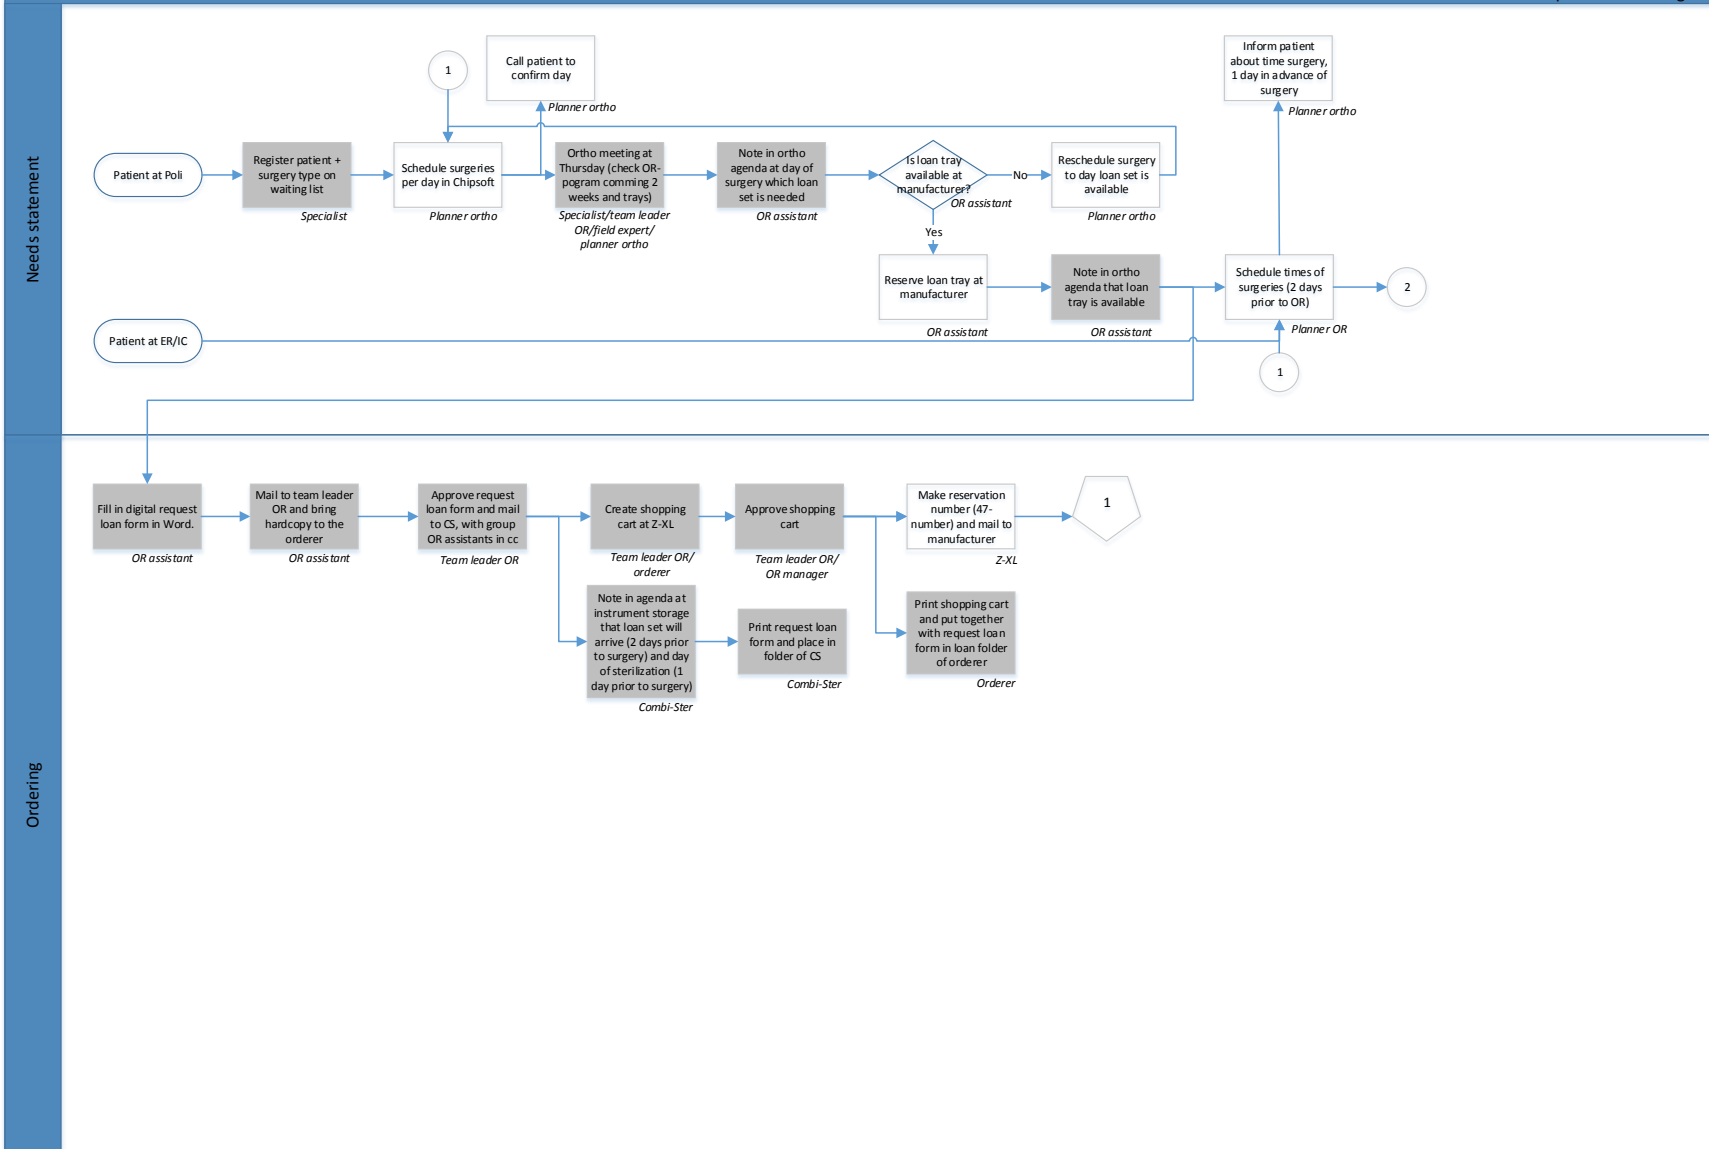 Needs statement
1
Call patient to
confirm day
Planner ortho
Inform patient
about time surgery,
1 day in advance of
surgery
Planner ortho
Patient at Poli
Register patient +
surgery type on
waiting list
Specialist
Schedule surgeries
per day in Chipsoft
Planner ortho
Ortho meeting at
Thursday (check OR-
pogram comming 2
weeks and trays)
Specialist/team leader
OR/field expert/
planner ortho
Note in ortho
agenda at day of
surgery which loan
set is needed
OR assistant
Is loan tray
available at
manufacturer?
OR assistant
No
Reschedule surgery
to day loan set is
available
Planner ortho
Yes
Reserve loan tray at
manufacturer
OR assistant
Note in ortho
agenda that loan
tray is available
OR assistant
Schedule times of
surgeries (2 days
prior to OR)
Planner OR
2
Patient at ER/IC
1
Ordering
Fill in digital request
loan form in Word.
OR assistant
Mail to team leader
OR and bring
hardcopy to the
orderer
OR assistant
Approve request
loan form and mail
to CS, with group
OR assistants in cc
Team leader OR
Create shopping
cart at Z-XL
Team leader OR/
orderer
Approve shopping
cart
Team leader OR/
OR manager
Make reservation
number (47-
number) and mail to
manufacturer
Z-XL
1
Note in agenda at
instrument storage
that loan set will
arrive (2 days prior
to surgery) and day
of sterilization (1
day prior to surgery)
Combi-Ster
Print request loan
form and place in
folder of CS
Combi-Ster
Print shopping cart
and put together
with request loan
form in loan folder
of orderer
Orderer